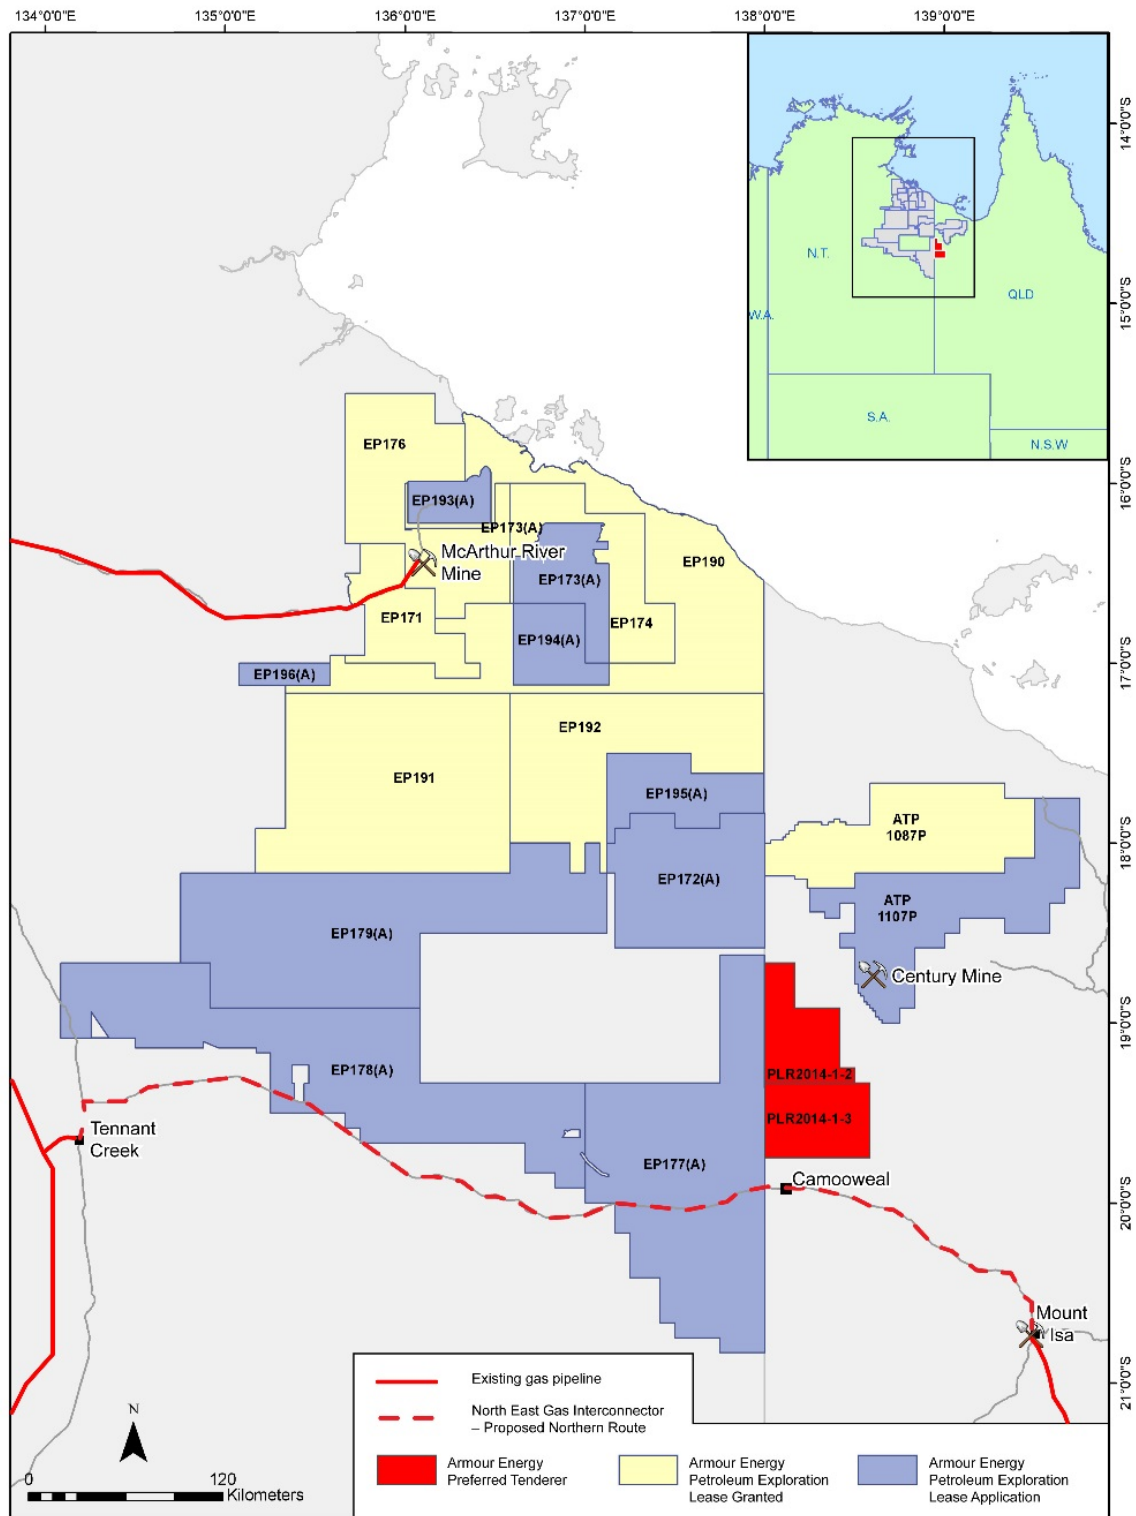 134°0'0"E
135°0'0"E
136°0'0"E
137°0'0"E
138°0'0"E
139°0'0"E
14°0'0"S
15°0'0"S
16°0'0"S
17°0'0"S
18°0'0"S
19°0'0"S
20°0'0"S
21°0'0"S
N.T.
QLD
W.A.
S.A.
N.S.W
EP176
EP193(A)
EP173(A)
McArthur River
Mine
EP173(A)
EP190
EP171
EP194(A)
EP174
EP196(A)
EP192
EP191
EP195(A)
ATP
1087P
EP172(A)
ATP
1107P
EP179(A)
Century Mine
EP178(A)
PLR2014-1-2
PLR2014-1-3
Tennant
Creek
EP177(A)
Camooweal
Mount
Isa
Existing gas pipeline
North East Gas Interconnector
– Proposed Northern Route
Armour Energy
Preferred Tenderer
Armour Energy
Petroleum Exploration
Lease Granted
Armour Energy
Petroleum Exploration
Lease Application
N
0
120
Kilometers